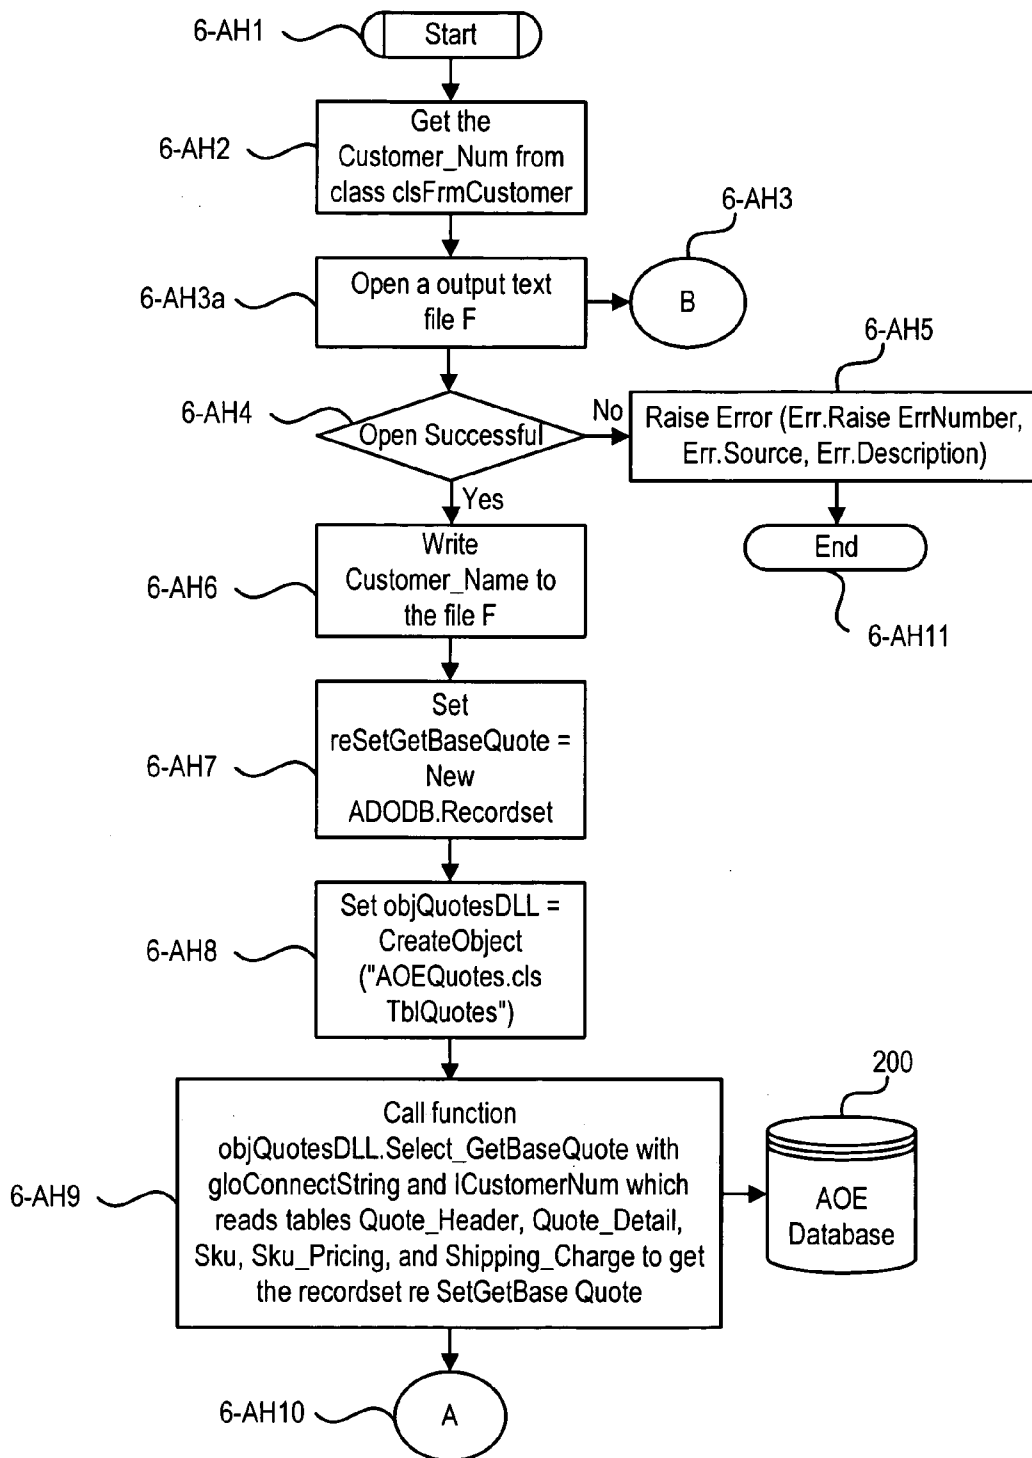 6-AH1
Start
6-AH2
Get the
Customer_Num from
class clsFrmCustomer
6-AH3
6-AH3a
Open a output text
file F
B
6-AH5
6-AH4
Open Successful
No
Raise Error (Err.Raise ErrNumber,
Err.Source, Err.Description)
Yes
End
6-AH11
6-AH6
Write
Customer_Name to
the file F
6-AH7
Set
reSetGetBaseQuote =
New
ADODB.Recordset
6-AH8
Set objQuotesDLL =
CreateObject
("AOEQuotes.cls
TblQuotes")
200
6-AH9
Call function
objQuotesDLL.Select_GetBaseQuote with
gloConnectString and lCustomerNum which
reads tables Quote_Header, Quote_Detail,
Sku, Sku_Pricing, and Shipping_Charge to get
the recordset re SetGetBase Quote
AOE
Database
6-AH10
A